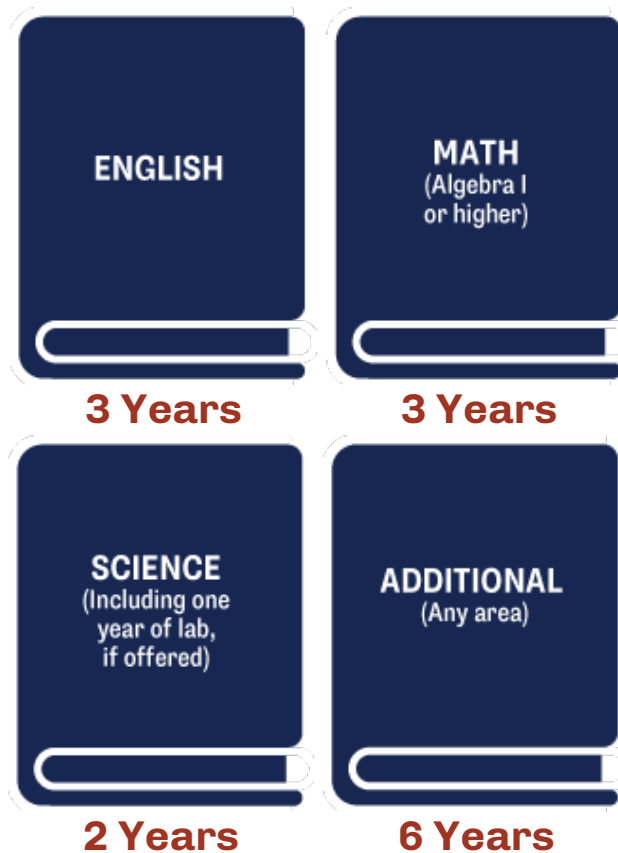 ENGLISH
MATH
(Algebra I
or higher)
3 Years
3 Years
SCIENCE
(Including one
year of lab,
if offered)
ADDITIONAL
(Any area)
2 Years
6 Years